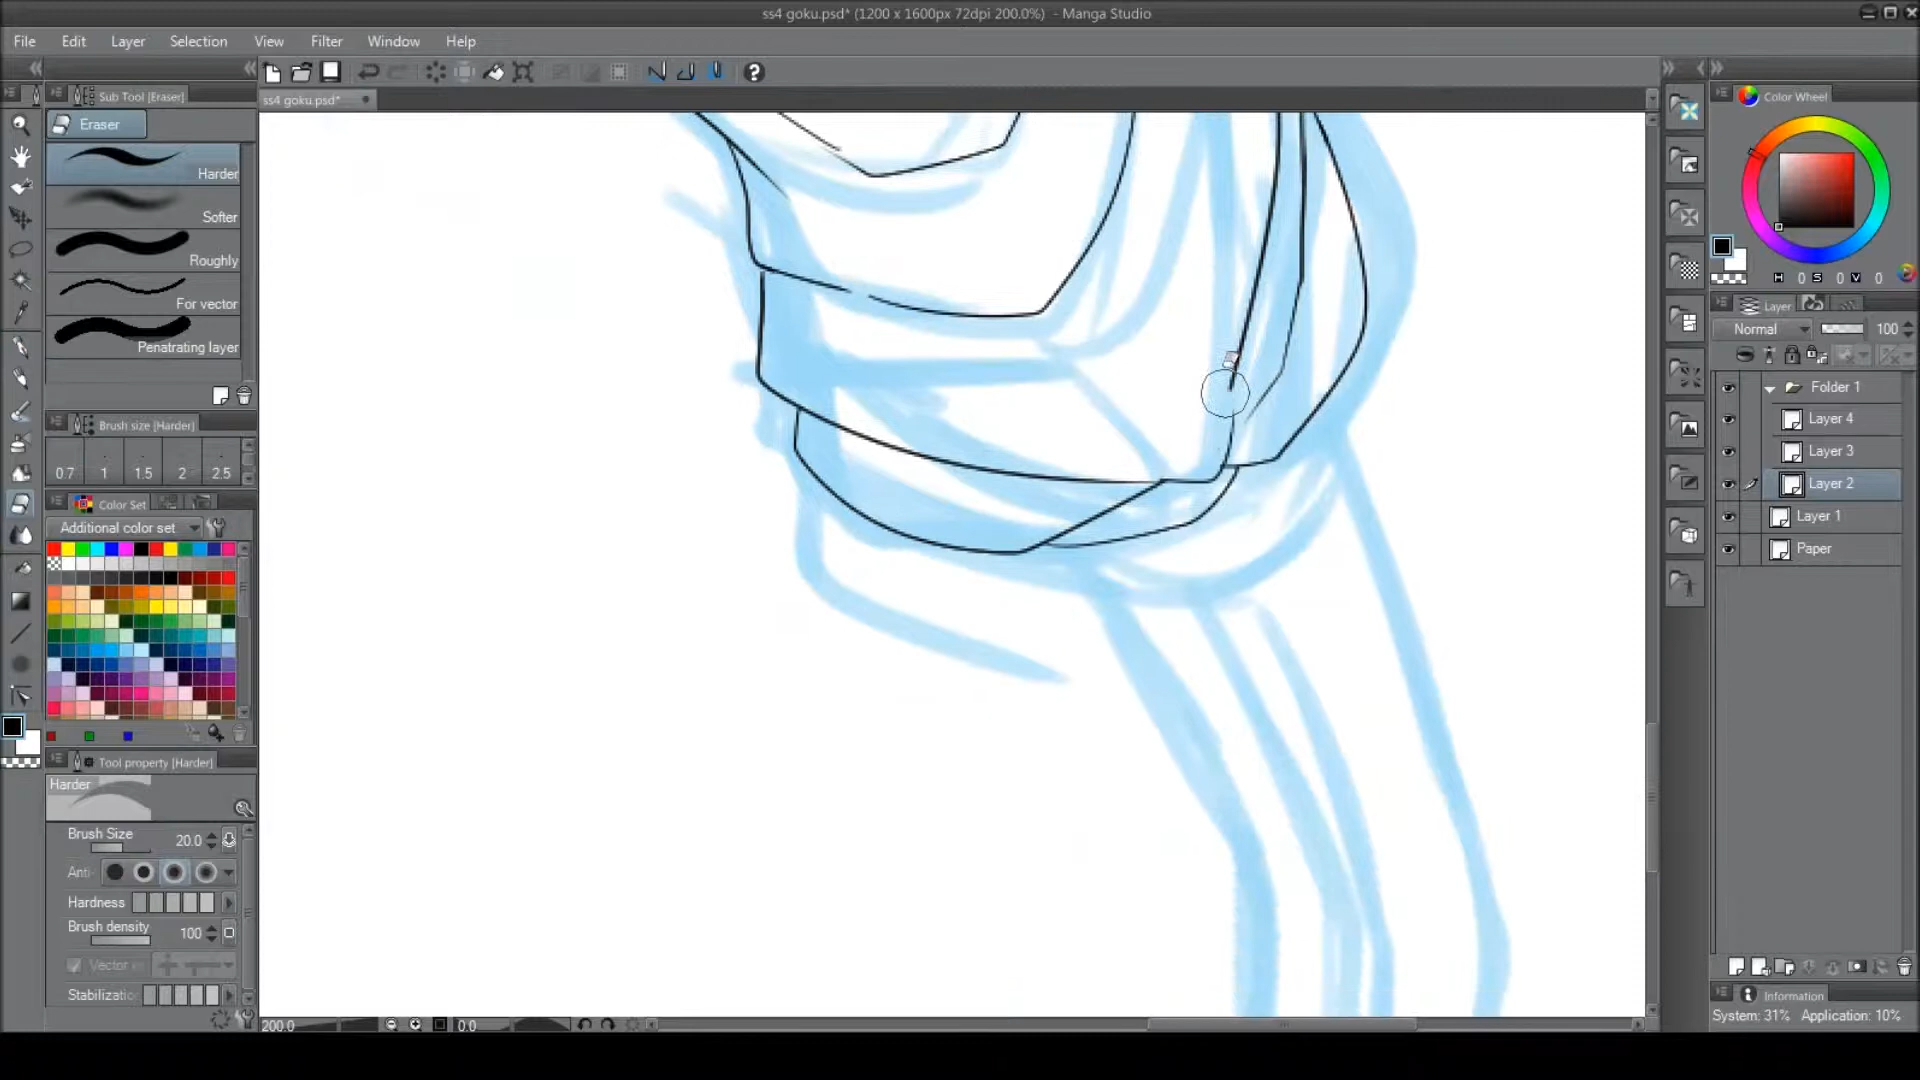 ss4 goku.psd* (1200 x 1600px 72dpi 200.0%) - Manga Studio
File Edit Layer Selection View Filter Window Help
Sub Tool [Eraser]
ss4 goku.psd*
Color Wheel
Eraser
Harder
Softer
Roughly
For vector
Penetrating layer
H 0 S 0 V 0
Layer
Normal 100
Folder 1
Layer 4
Layer 3
Layer 2
Layer 1
Paper
Brush size [Harder]
0.7 1 1.5 2 2.5
Color Set
Additional color set
Tool property [Harder]
Harder
Brush Size 20.0
Anti-
Hardness
Brush density 100
Vector
Stabilizatio
200.0 0.0
Information
System: 31% Application: 10%